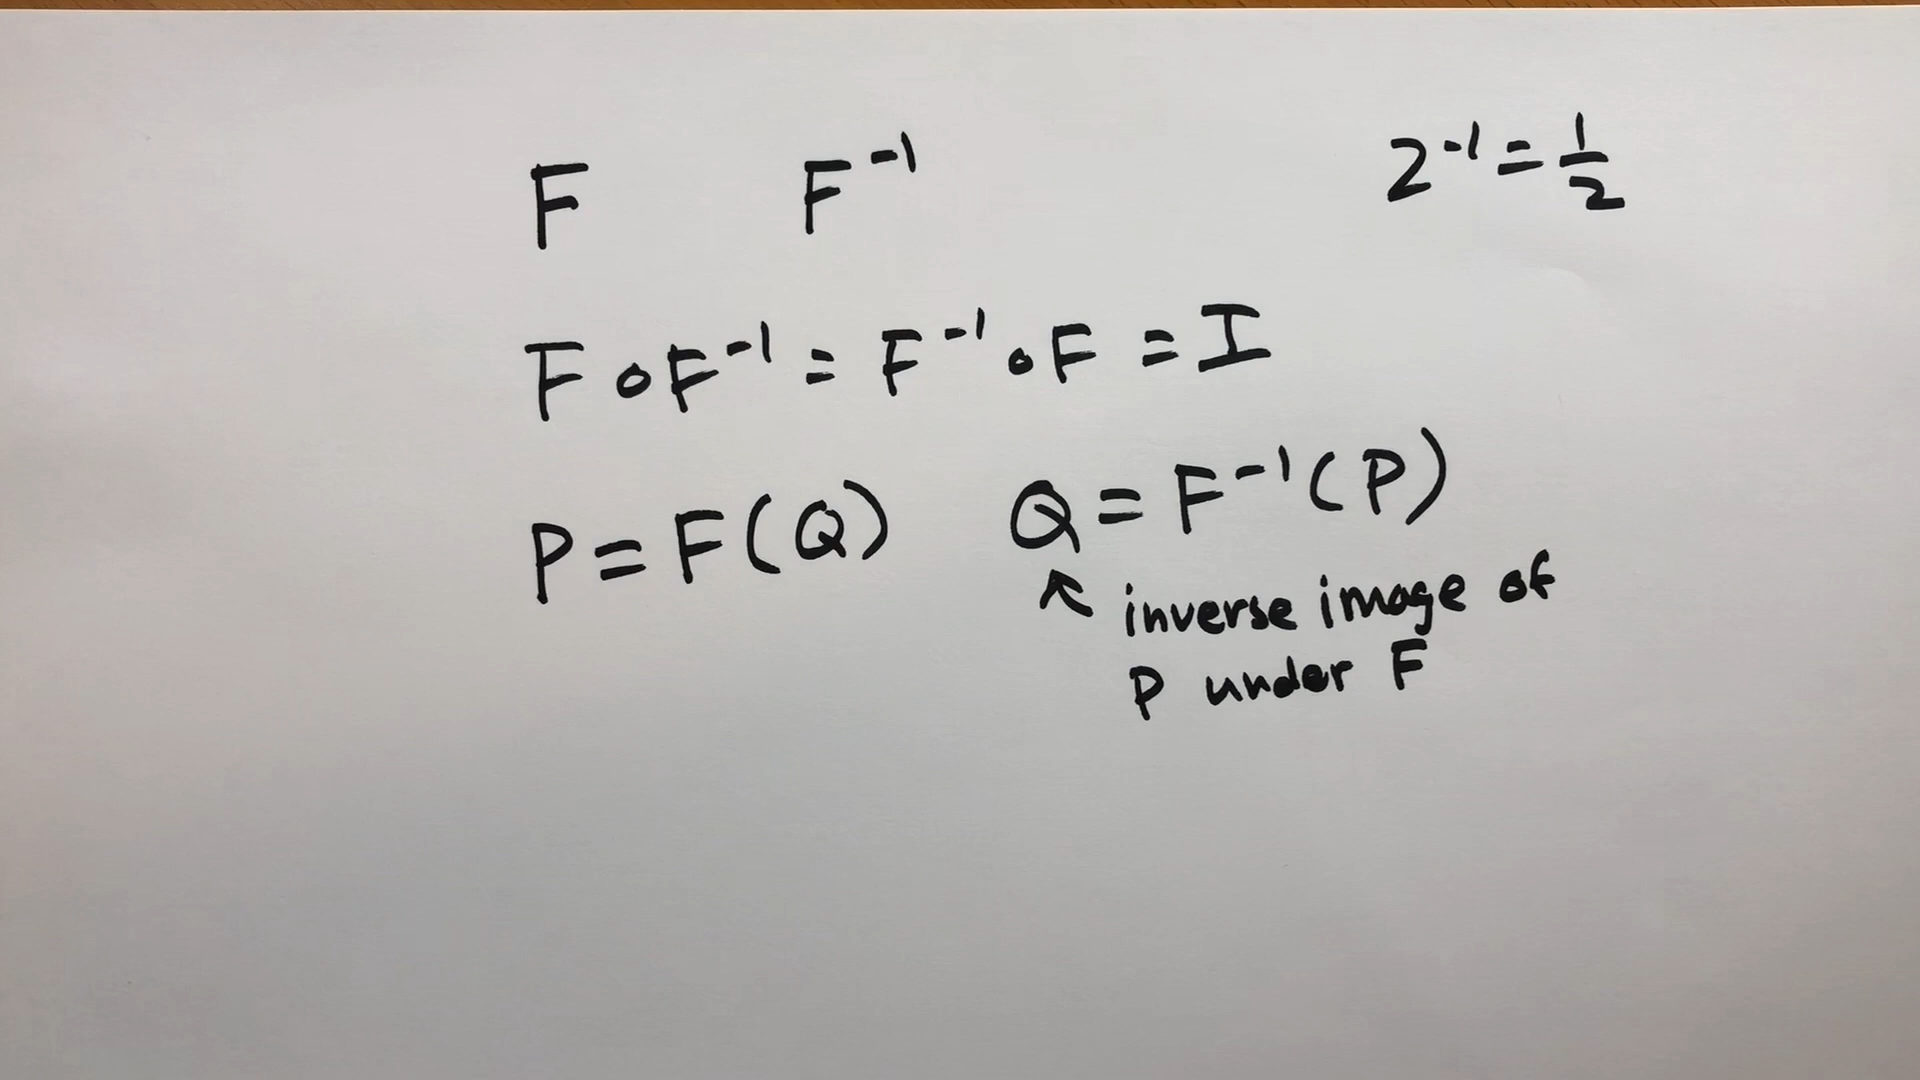 F F⁻¹ 2⁻¹ = 1/2
F∘F⁻¹ = F⁻¹∘F = I
P = F(Q) Q = F⁻¹(P)
↖ inverse image of
P under F